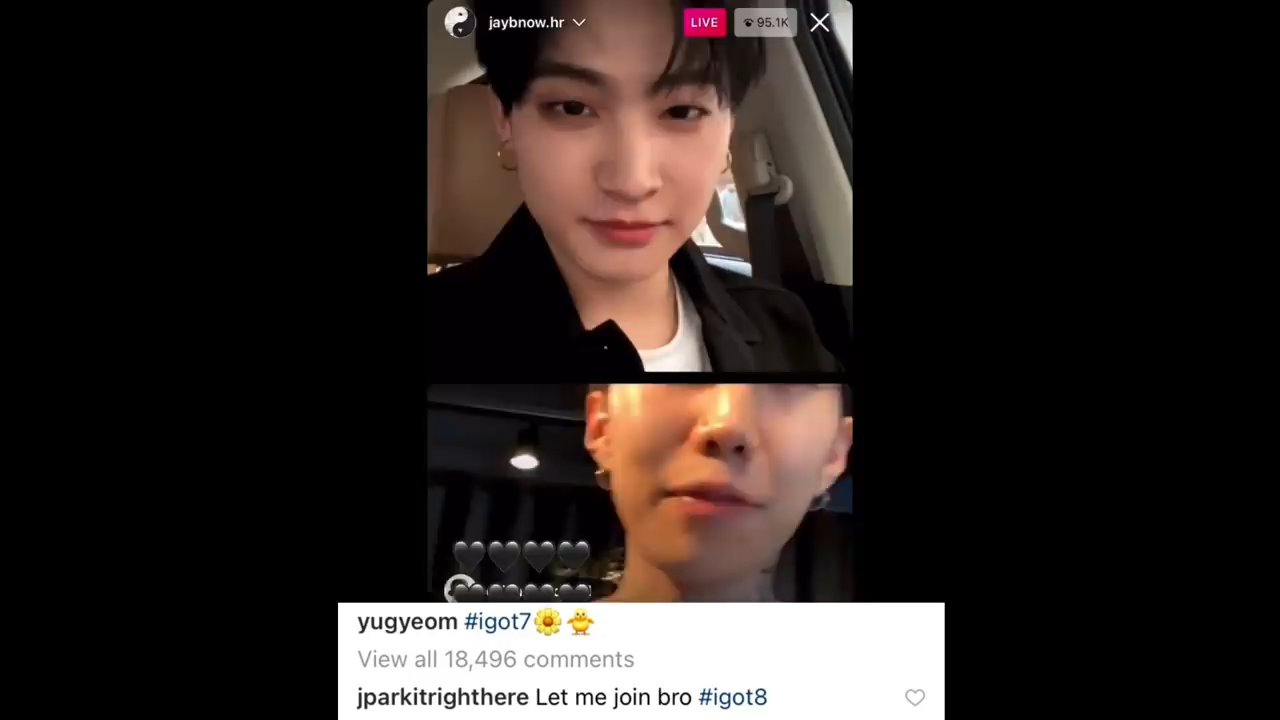 jaybnow.hr
LIVE
95.1K
yugyeom #igot7🌼🐥
View all 18,496 comments
jparkitrighthere Let me join bro #igot8